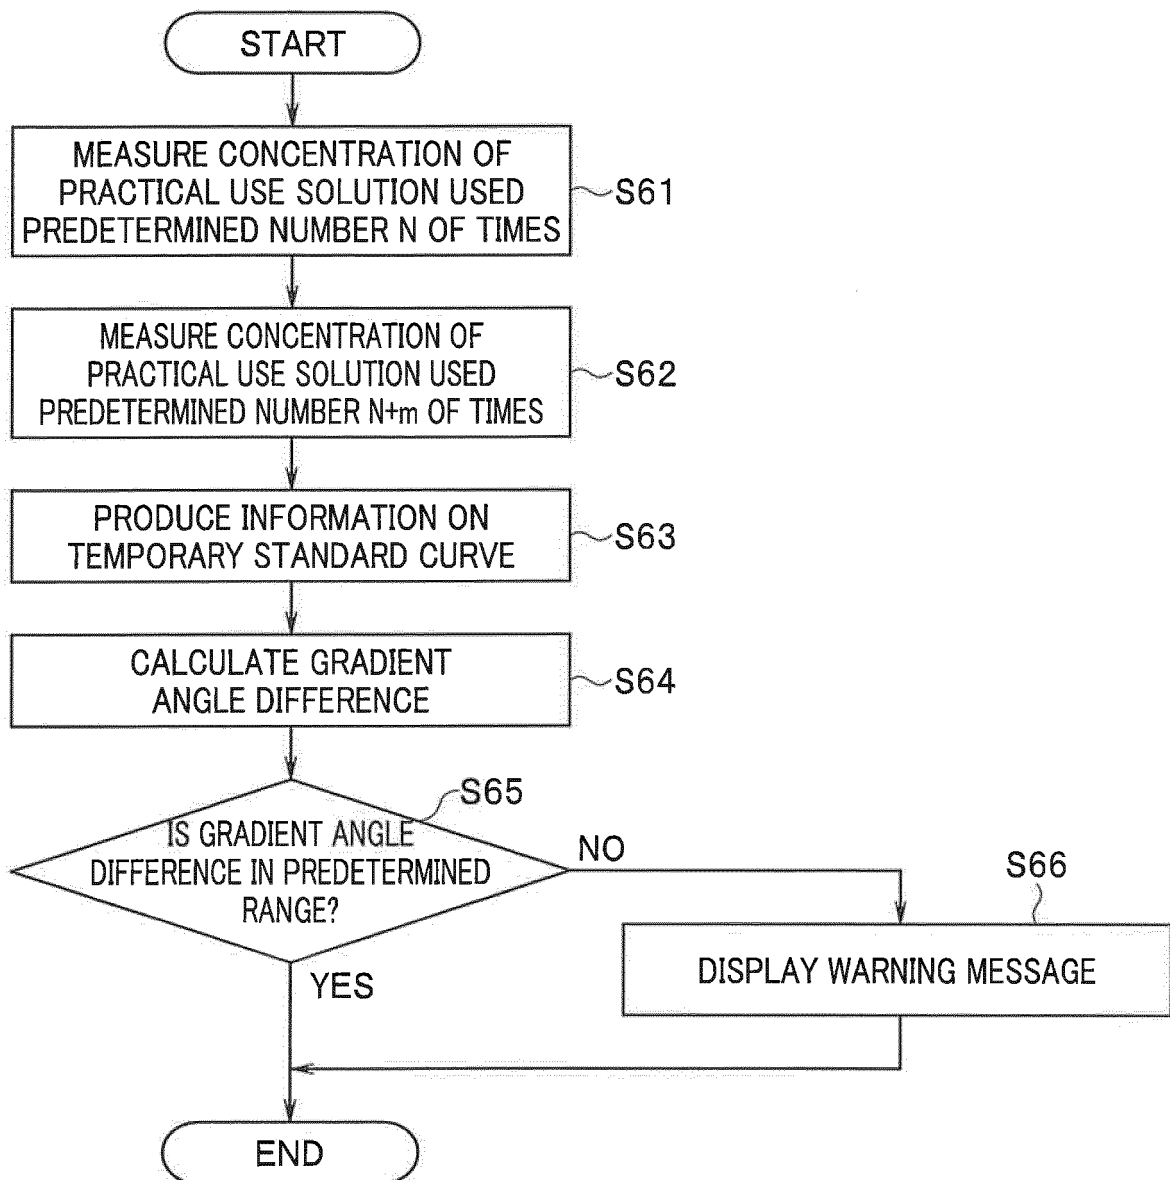 START
MEASURE CONCENTRATION OF
PRACTICAL USE SOLUTION USED
PREDETERMINED NUMBER N OF TIMES
S61
MEASURE CONCENTRATION OF
PRACTICAL USE SOLUTION USED
PREDETERMINED NUMBER N+m OF TIMES
S62
PRODUCE INFORMATION ON
TEMPORARY STANDARD CURVE
S63
CALCULATE GRADIENT
ANGLE DIFFERENCE
S64
S65
IS GRADIENT ANGLE
DIFFERENCE IN PREDETERMINED
RANGE?
NO
YES
S66
DISPLAY WARNING MESSAGE
END